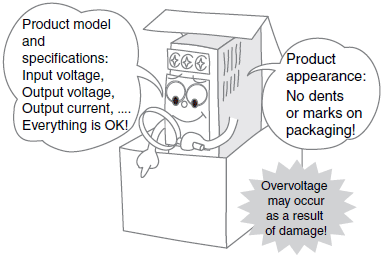 Product model
and
specifications:
Input voltage,
Output voltage,
Output current, ....
Everything is OK!
Product
appearance:
No dents
or marks on
packaging!
Overvoltage
may occur
as a result
of damage!